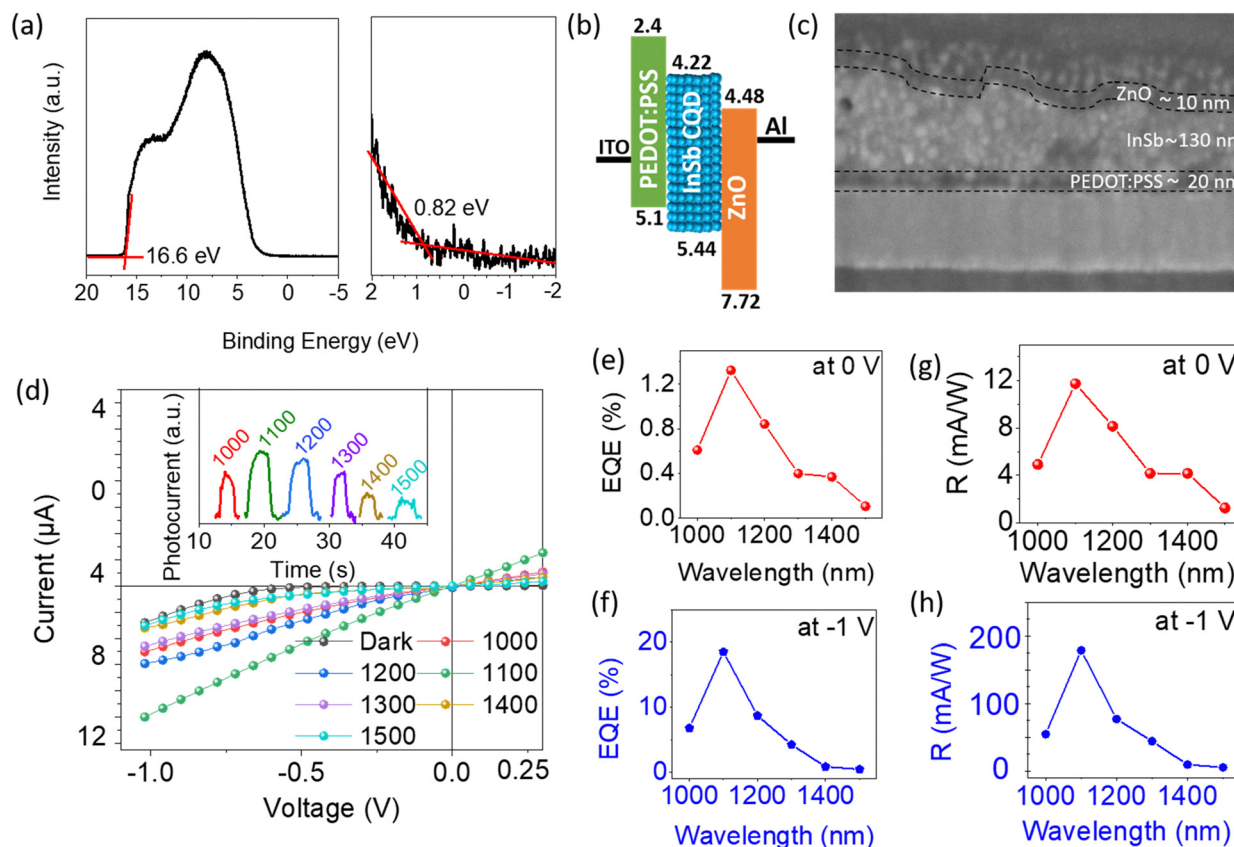 (a)
Intensity (a.u.)
16.6 eV
20 15 10 5 0 -5
0.82 eV
2 1 0 -1 -2
Binding Energy (eV)
(b)
2.4
4.22
4.48
ITO
PEDOT:PSS
InSb CQD
ZnO
Al
5.1
5.44
7.72
(c)
ZnO ~ 10 nm
InSb~130 nm
PEDOT:PSS ~ 20 nm
(d)
Current (µA)
4
0
4
8
12
Photocurrent (a.u.)
1000
1100
1200
1300
1400
1500
10 20 30 40
Time (s)
Dark 1000
1200 1100
1300 1400
1500
-1.0 -0.5 0.0 0.25
Voltage (V)
(e)
at 0 V
EQE (%)
1.2
0.8
0.4
0.0
1000 1200 1400
Wavelength (nm)
(g)
at 0 V
R (mA/W)
12
8
4
0
1000 1200 1400
Wavelength (nm)
(f)
at -1 V
EQE (%)
20
10
0
1000 1200 1400
Wavelength (nm)
(h)
at -1 V
R (mA/W)
200
100
0
1000 1200 1400
Wavelength (nm)